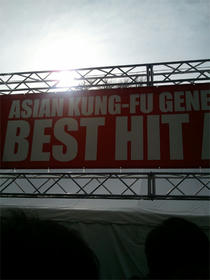 ASIAN KUNG-FU GENE
BEST HIT A